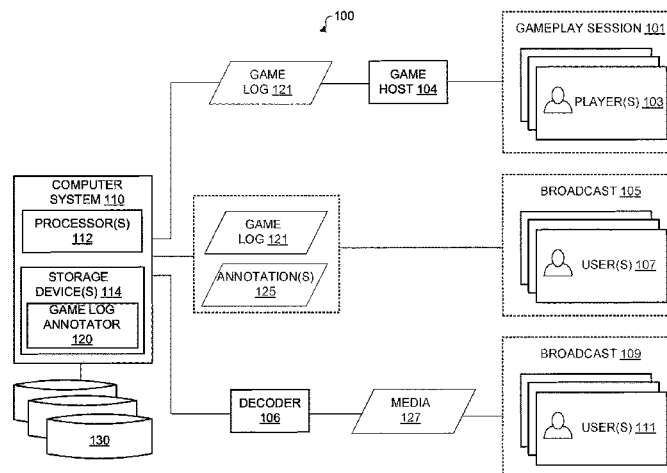 100
GAMEPLAY SESSION 101
PLAYER(S) 103
GAME
LOG 121
GAME
HOST 104
COMPUTER
SYSTEM 110
PROCESSOR(S)
112
STORAGE
DEVICE(S) 114
GAME LOG
ANNOTATOR
120
130
GAME
LOG 121
ANNOTATION(S)
125
BROADCAST 105
USER(S) 107
DECODER
106
MEDIA
127
BROADCAST 109
USER(S) 111